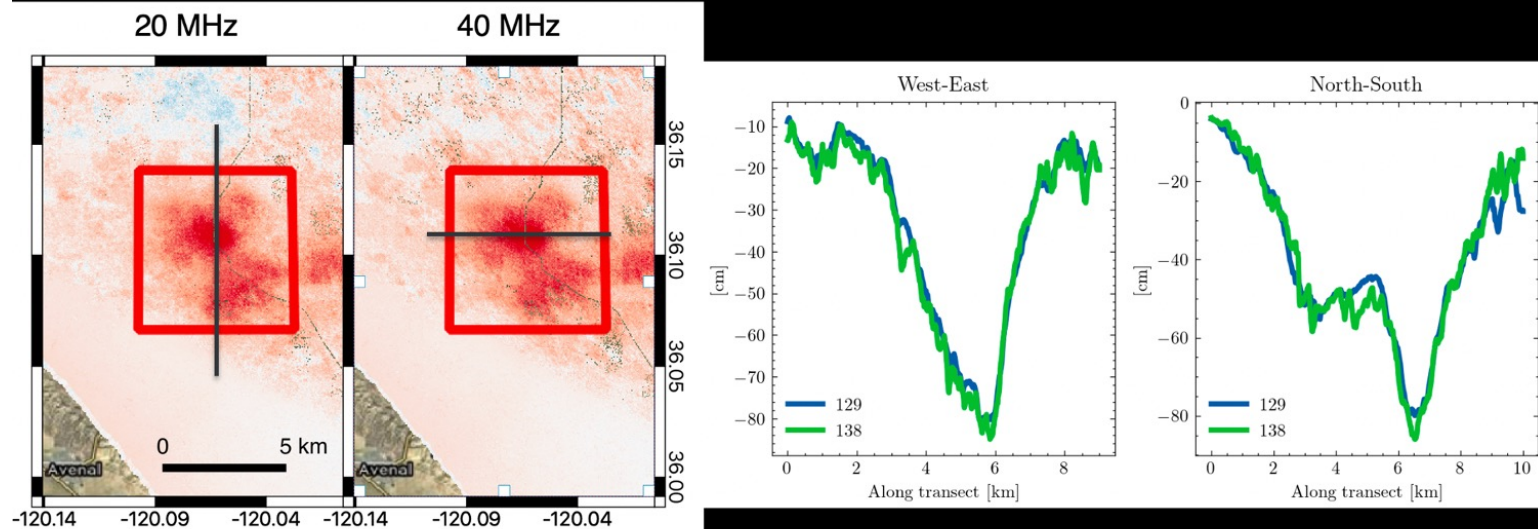 20 MHz
40 MHz
36.15
36.10
36.05
36.00
0
5 km
Avenal
Avenal
-120.14
-120.09
-120.04
-120.14
-120.09
-120.04
West-East
−10
−20
−30
−40
−50
−60
−70
−80
[cm]
129
138
0 2 4 6 8
Along transect [km]
North-South
0
−20
−40
−60
−80
[cm]
129
138
0 2 4 6 8 10
Along transect [km]